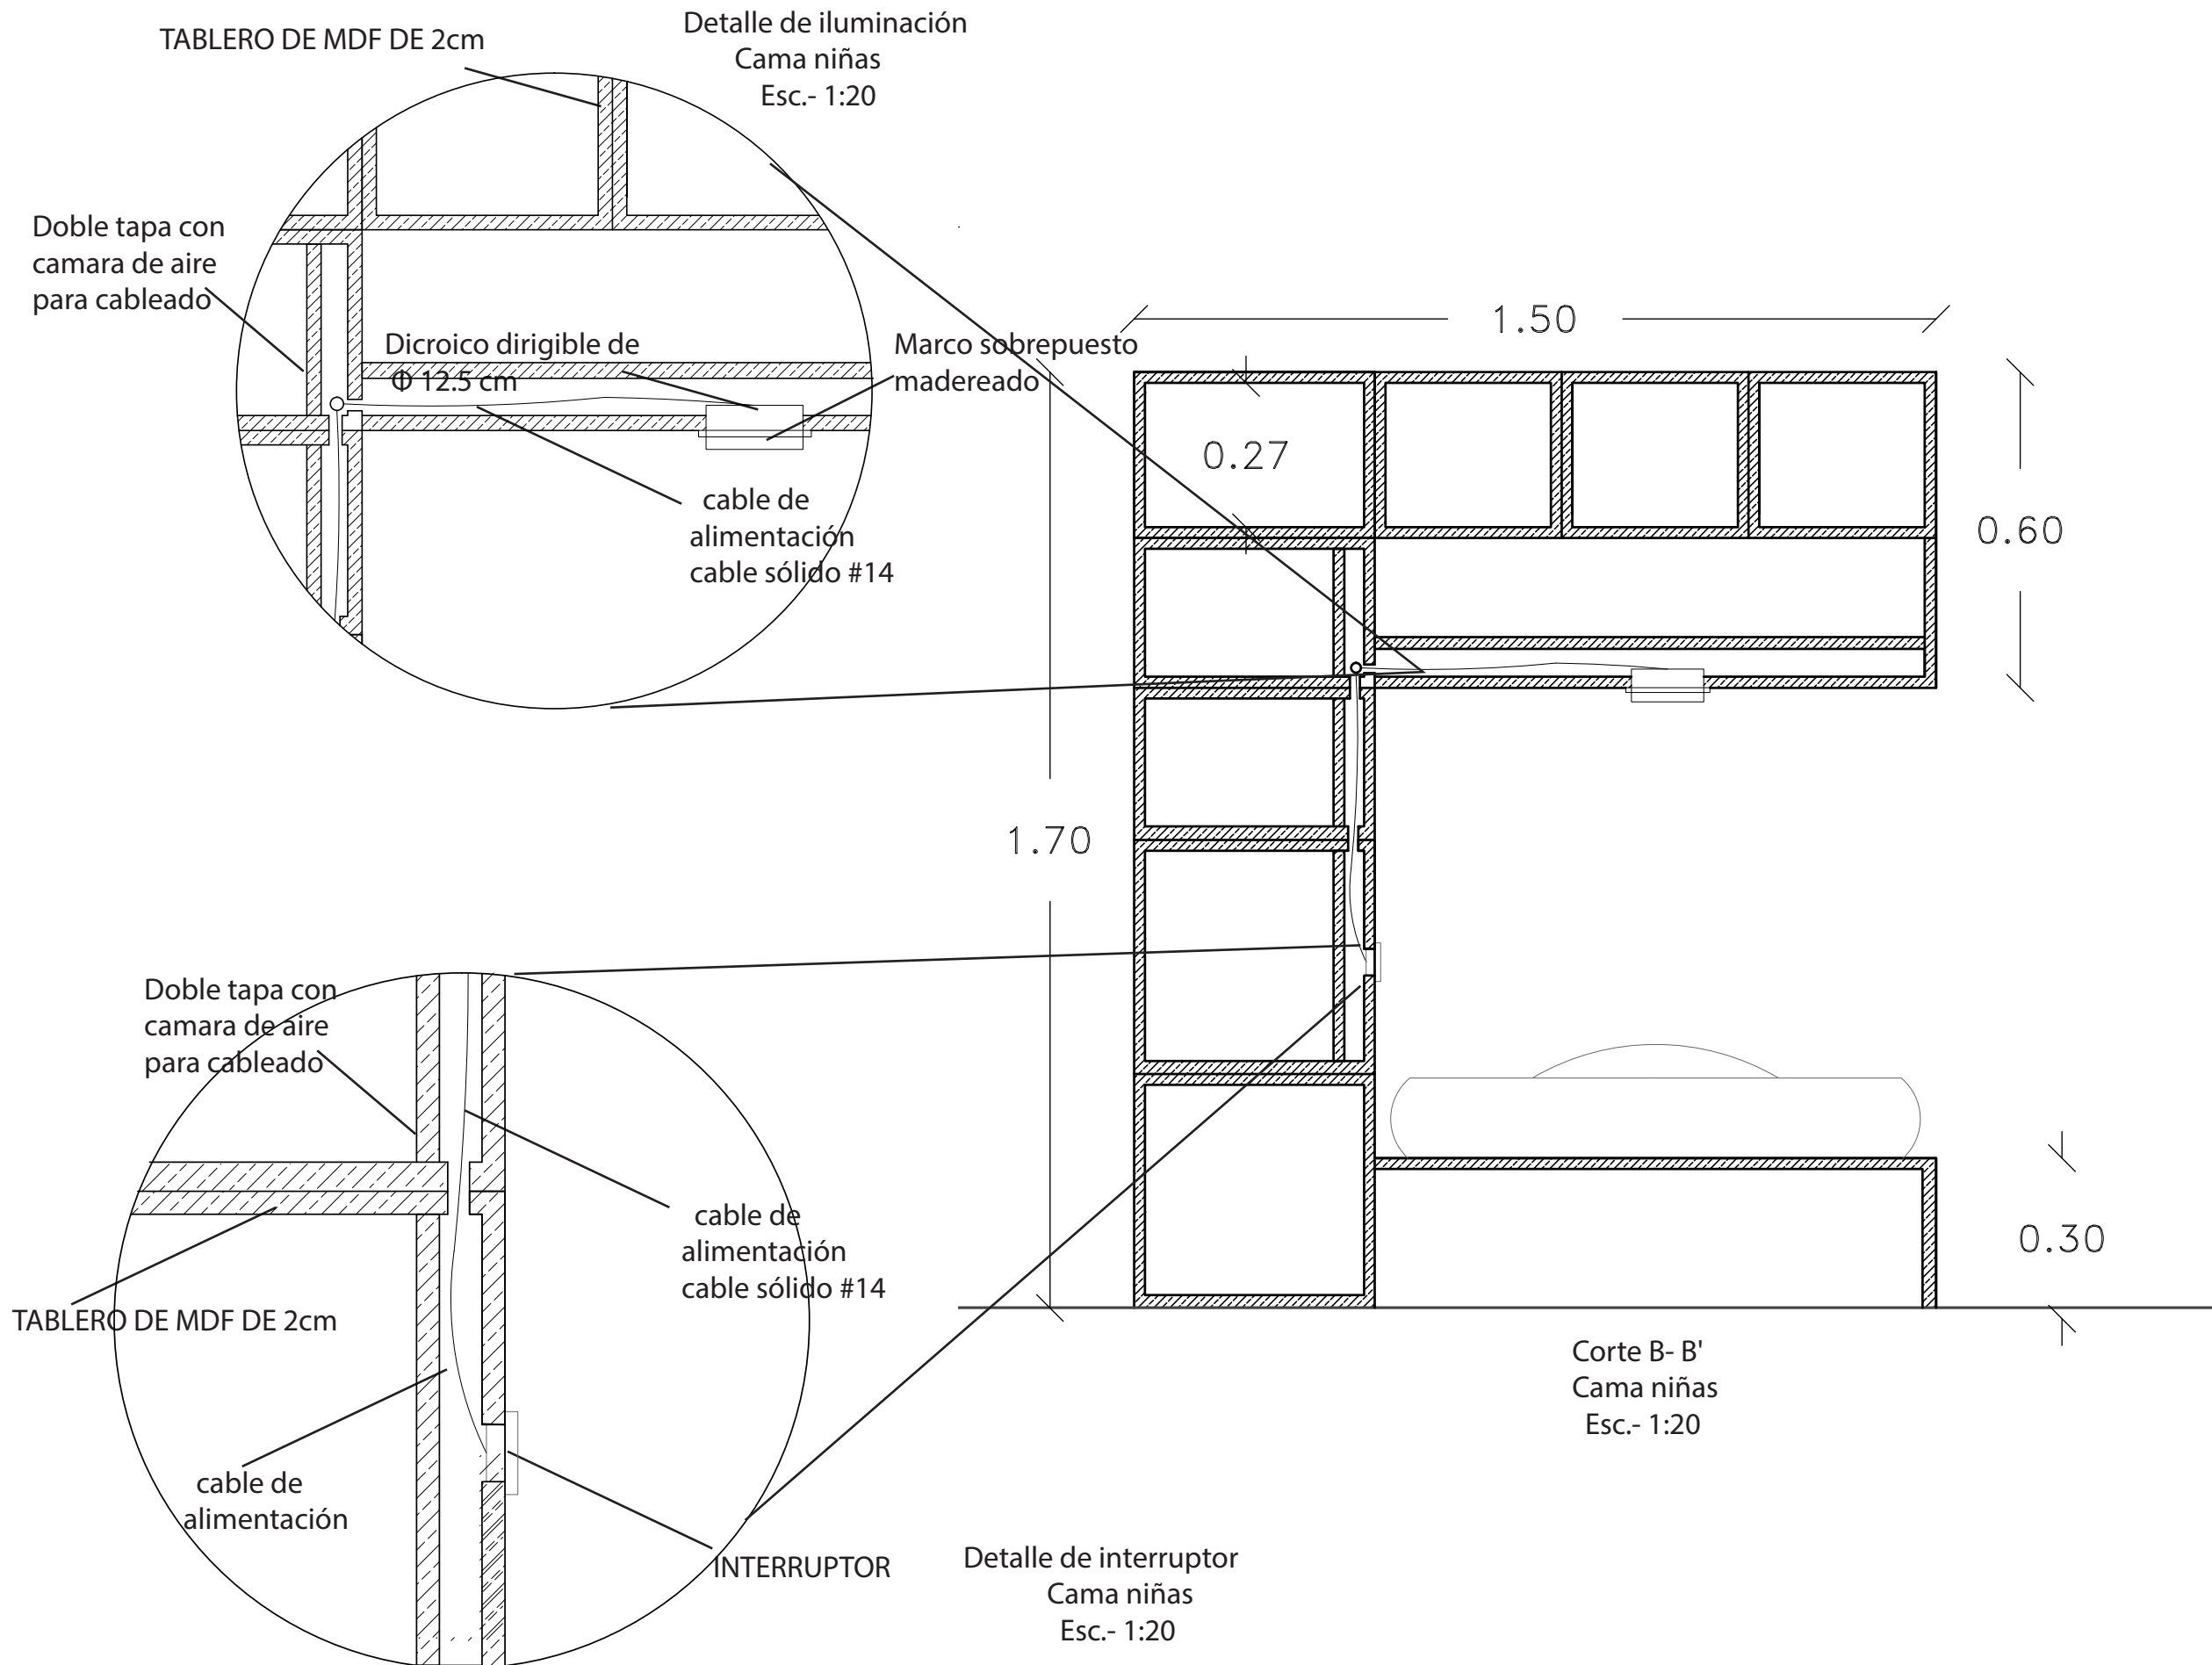 TABLERO DE MDF DE 2cm
Detalle de iluminación
Cama niñas
Esc.- 1:20
Doble tapa con
camara de aire
para cableado
Dicroico dirigible de
Φ 12.5 cm
Marco sobrepuesto
madereado
cable de
alimentación
cable sólido #14
1.50
0.27
0.60
1.70
0.30
Doble tapa con
camara de aire
para cableado
cable de
alimentación
cable sólido #14
TABLERO DE MDF DE 2cm
cable de
alimentación
INTERRUPTOR
Corte B- B'
Cama niñas
Esc.- 1:20
Detalle de interruptor
Cama niñas
Esc.- 1:20